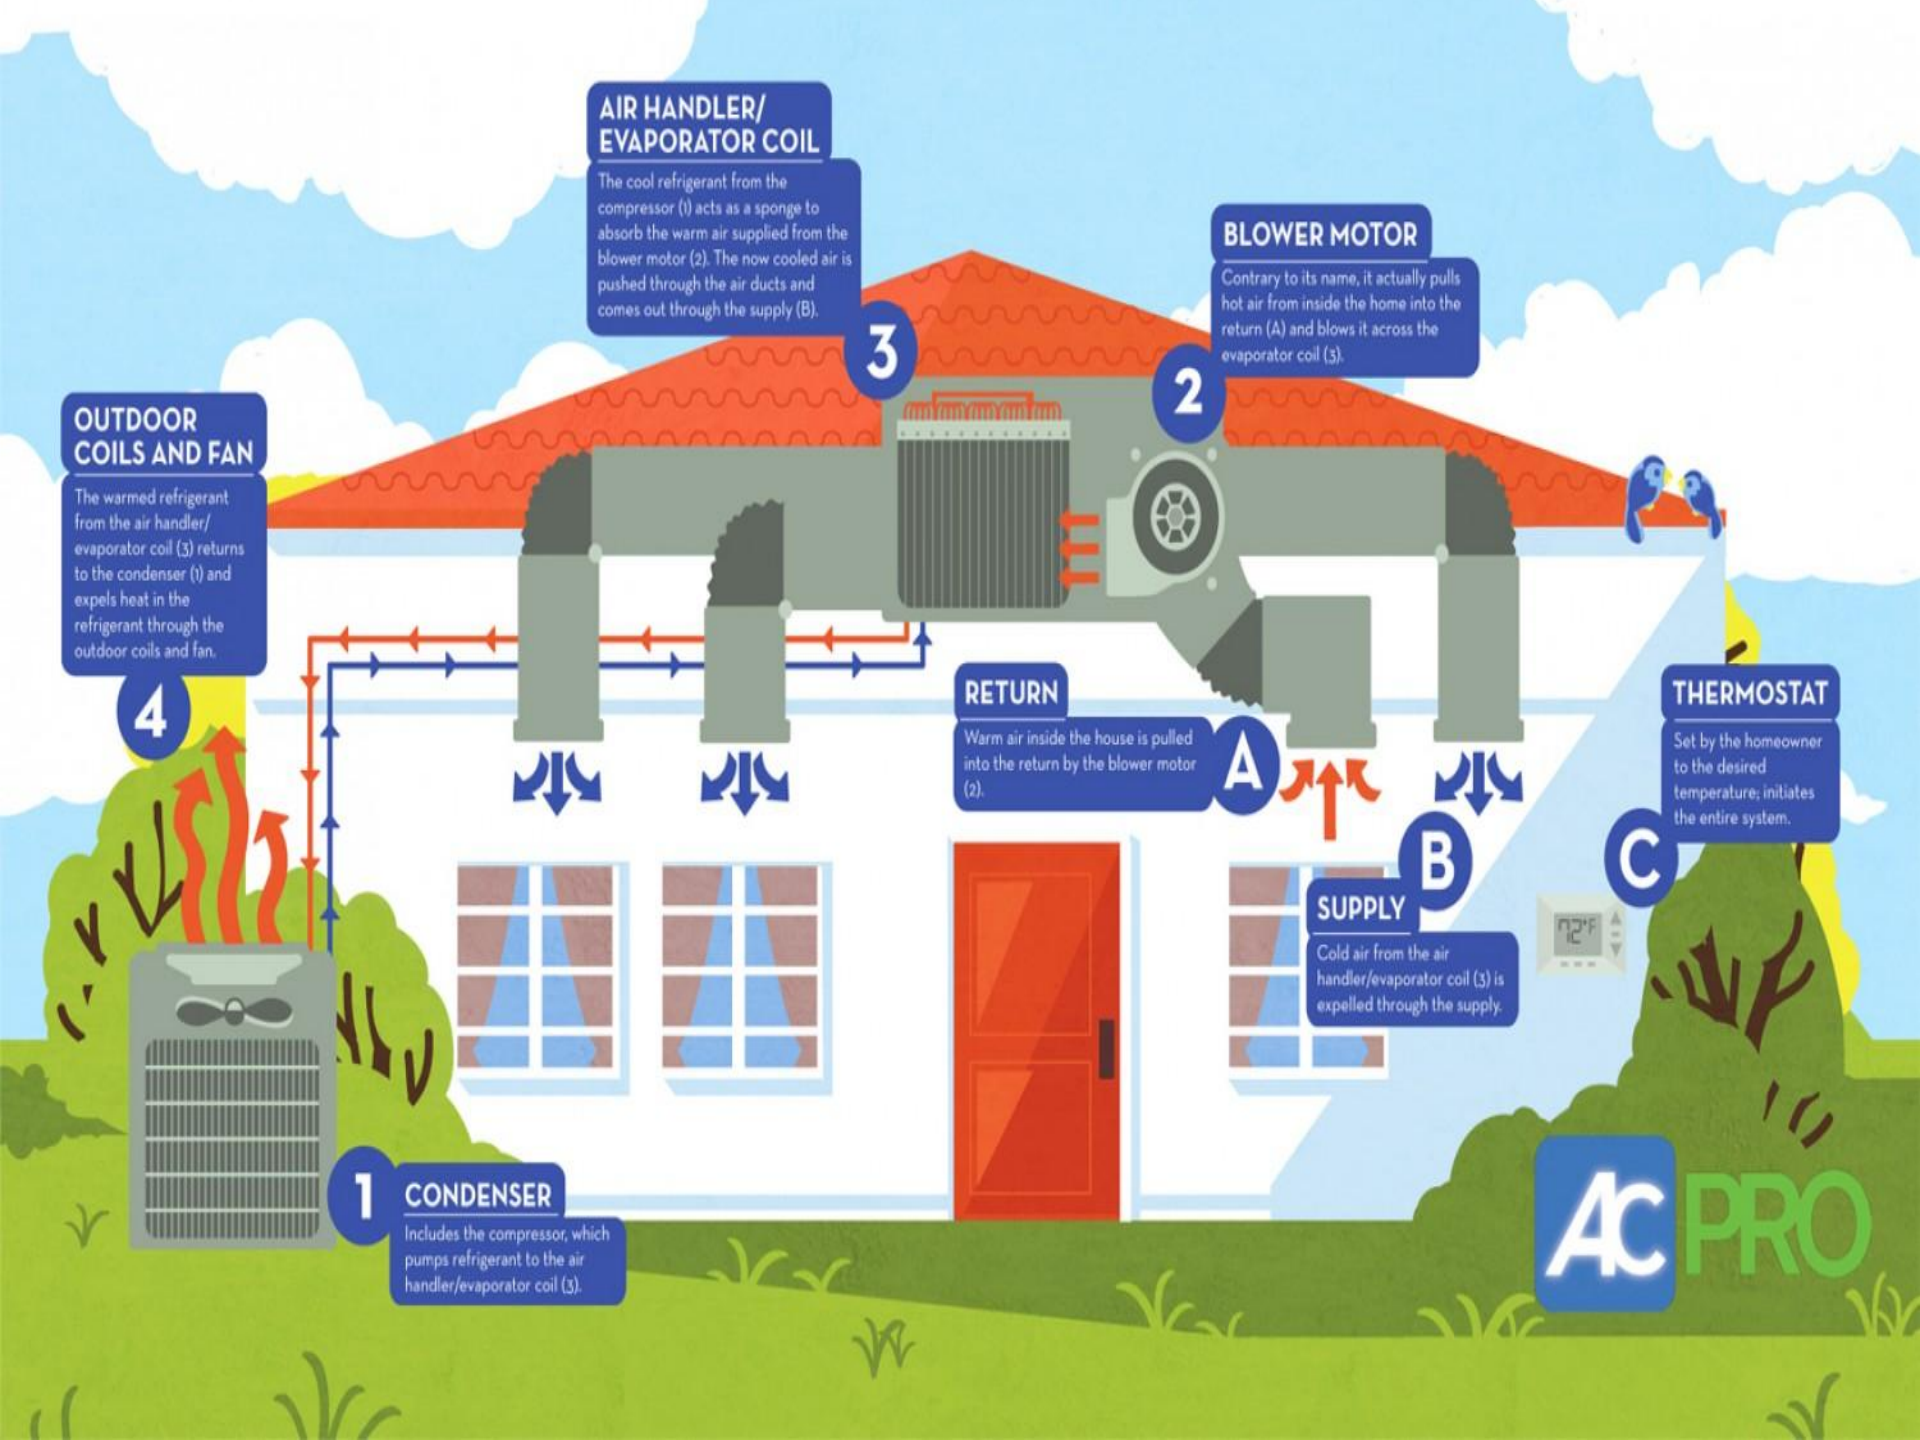 AIR HANDLER/
EVAPORATOR COIL
The cool refrigerant from the
compressor (1) acts as a sponge to
absorb the warm air supplied from the
blower motor (2). The now cooled air is
pushed through the air ducts and
comes out through the supply (B).
3
BLOWER MOTOR
Contrary to its name, it actually pulls
hot air from inside the home into the
return (A) and blows it across the
evaporator coil (3).
2
OUTDOOR
COILS AND FAN
The warmed refrigerant
from the air handler/
evaporator coil (3) returns
to the condenser (1) and
expels heat in the
refrigerant through the
outdoor coils and fan.
4
RETURN
Warm air inside the house is pulled
into the return by the blower motor
(2).
A
THERMOSTAT
Set by the homeowner
to the desired
temperature; initiates
the entire system.
C
B
SUPPLY
Cold air from the air
handler/evaporator coil (3) is
expelled through the supply.
72°F
1
CONDENSER
Includes the compressor, which
pumps refrigerant to the air
handler/evaporator coil (3).
AC PRO